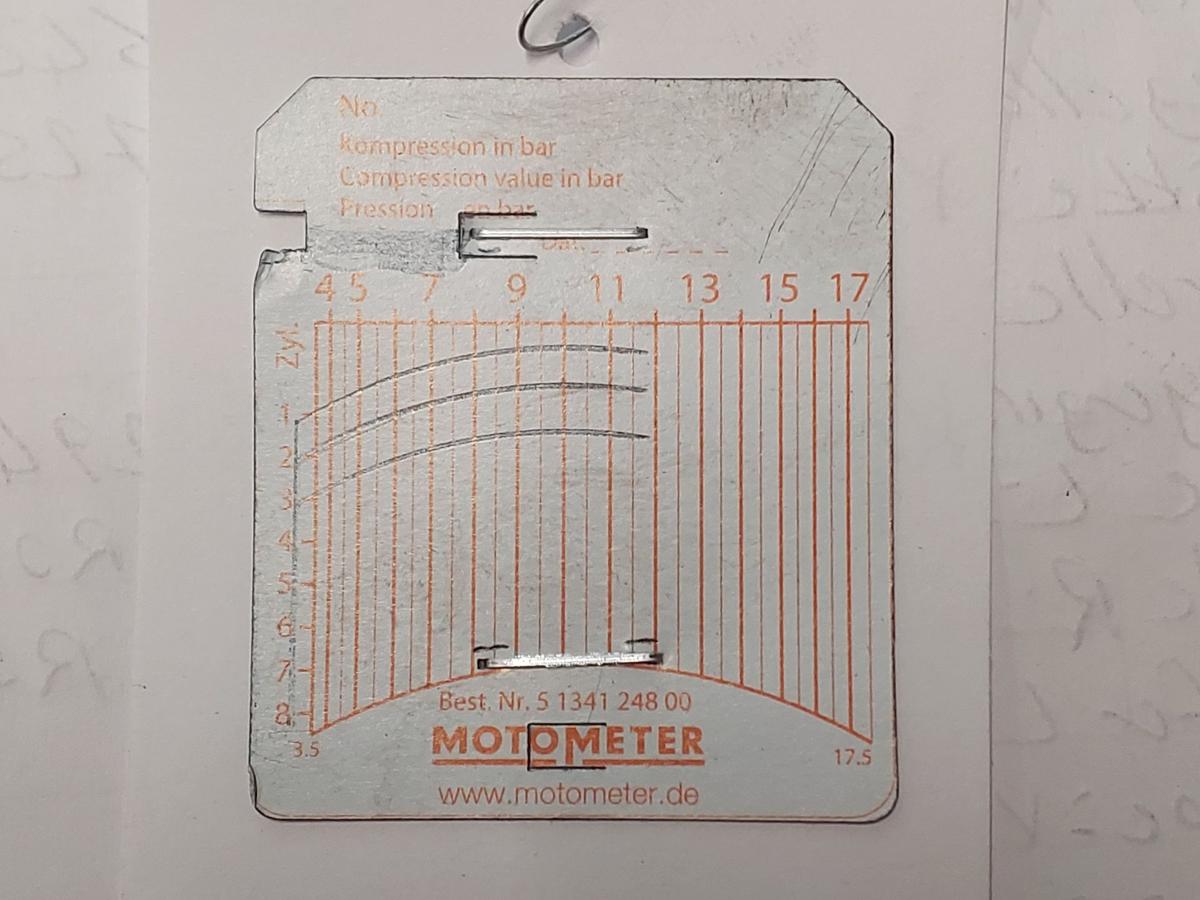 No.
Kompression in bar
Compression value in bar
Pression en bar
Dat.
4 5 7 9 11 13 15 17
Zyl.
1
2
3
4
5
6
7
8
3.5
17.5
Best. Nr. 5 1341 248 00
MOTOMETER
www.motometer.de